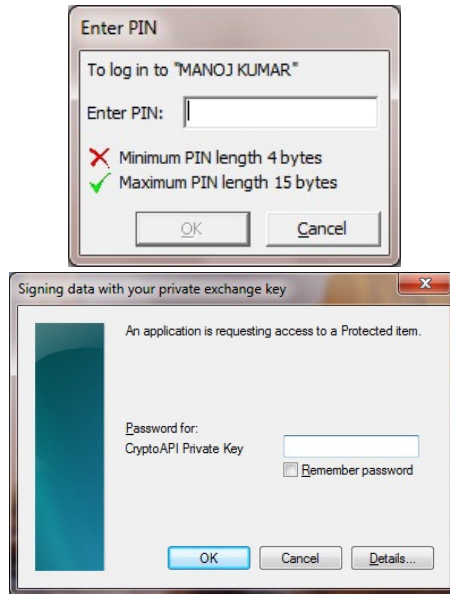 Enter PIN
To log in to "MANOJ KUMAR"
Enter PIN:
Minimum PIN length 4 bytes
Maximum PIN length 15 bytes
OK Cancel
Signing data with your private exchange key
An application is requesting access to a Protected item.
Password for:
CryptoAPI Private Key
Remember password
OK Cancel Details...